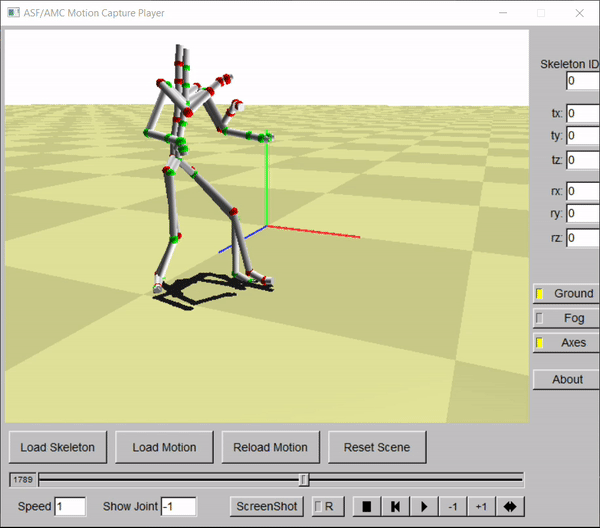 ASF/AMC Motion Capture Player
Skeleton ID
0
tx: 0
ty: 0
tz: 0
rx: 0
ry: 0
rz: 0
Ground
Fog
Axes
About
Load Skeleton Load Motion Reload Motion Reset Scene
1789
Speed 1 Show Joint -1 ScreenShot R -1 +1